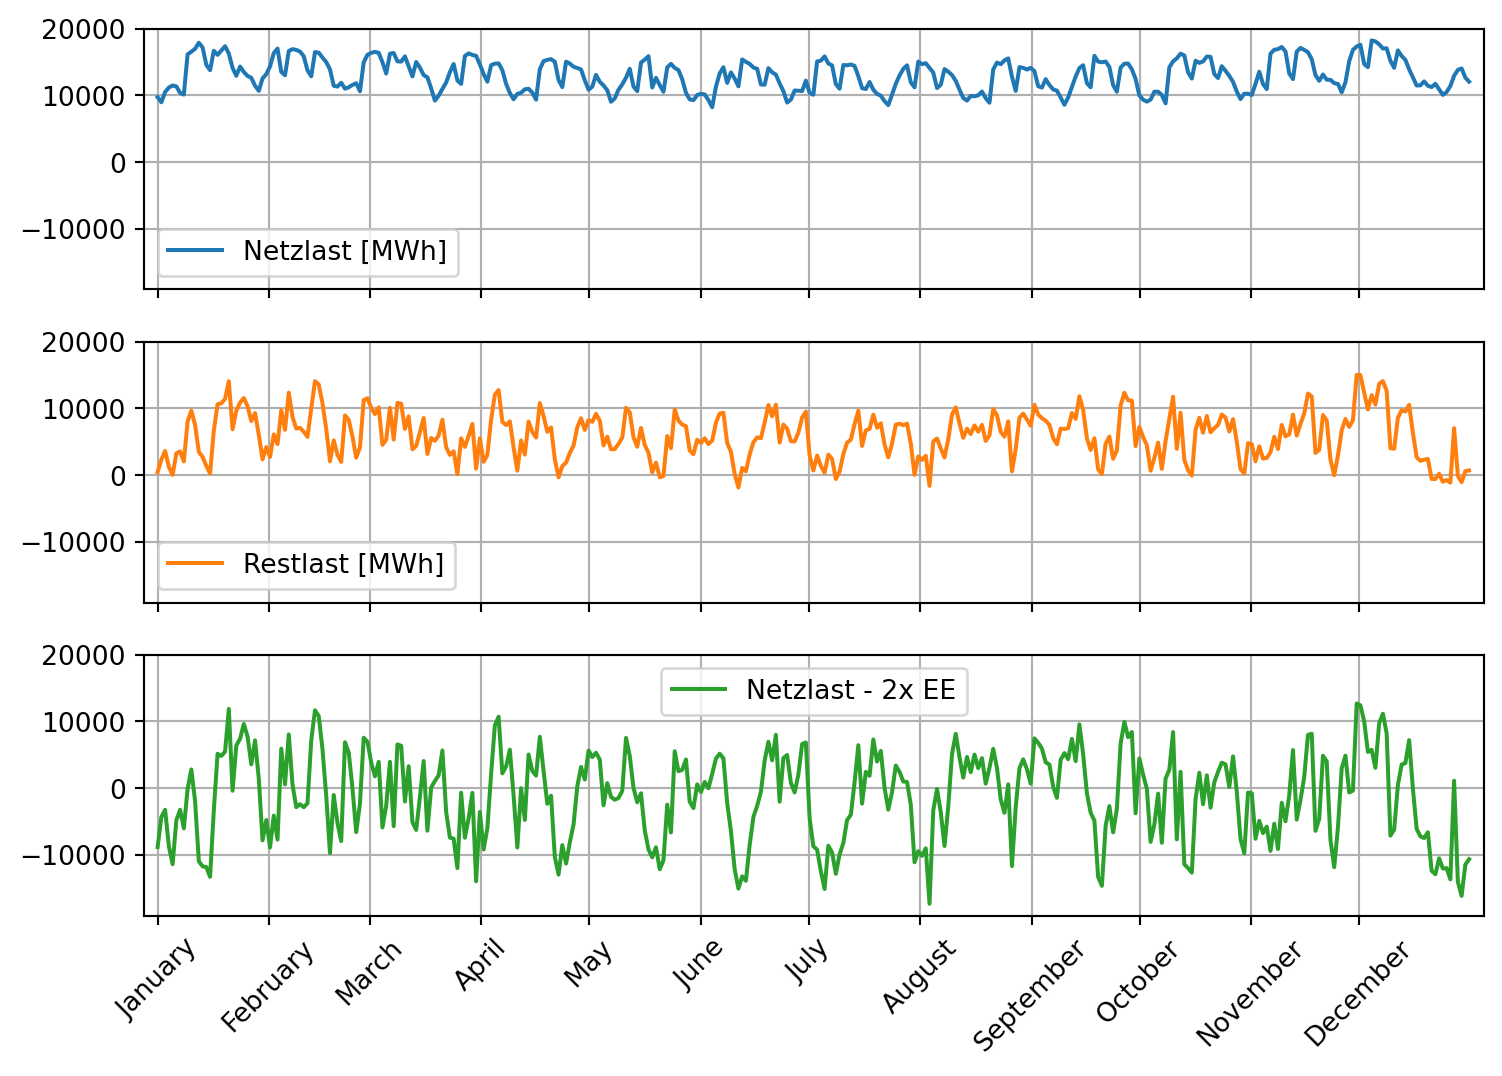 20000
10000
0
−10000
Netzlast [MWh]
20000
10000
0
−10000
Restlast [MWh]
20000
10000
0
−10000
Netzlast - 2x EE
January
February
March
April
May
June
July
August
September
October
November
December